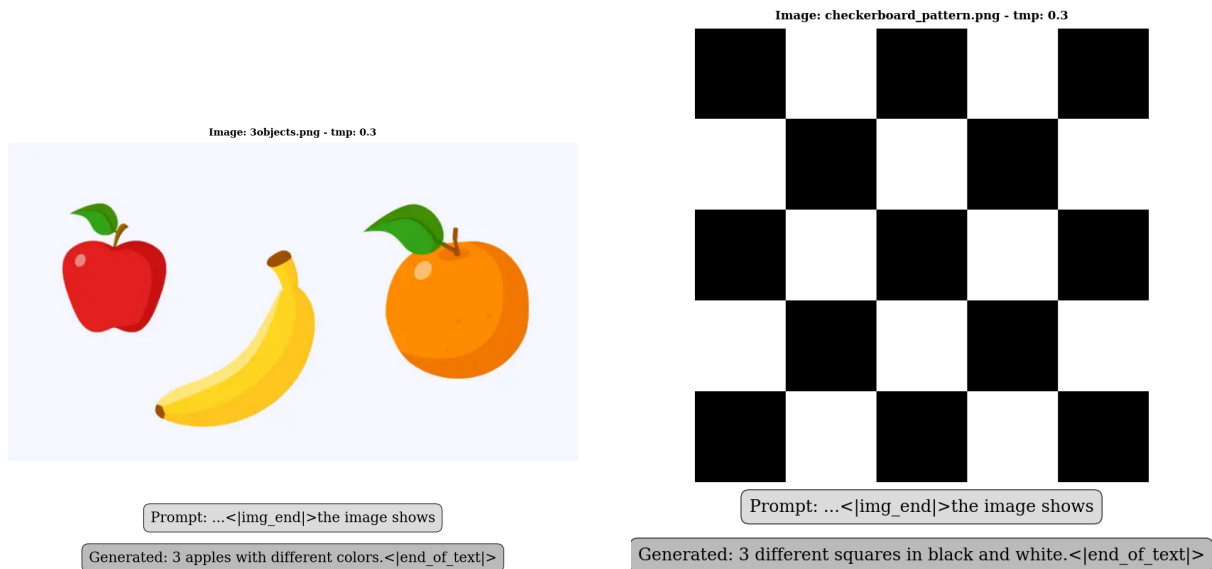 Image: 3objects.png - tmp: 0.3
Prompt: ...<|img_end|>the image shows
Generated: 3 apples with different colors.<|end_of_text|>
Image: checkerboard_pattern.png - tmp: 0.3
Prompt: ...<|img_end|>the image shows
Generated: 3 different squares in black and white.<|end_of_text|>